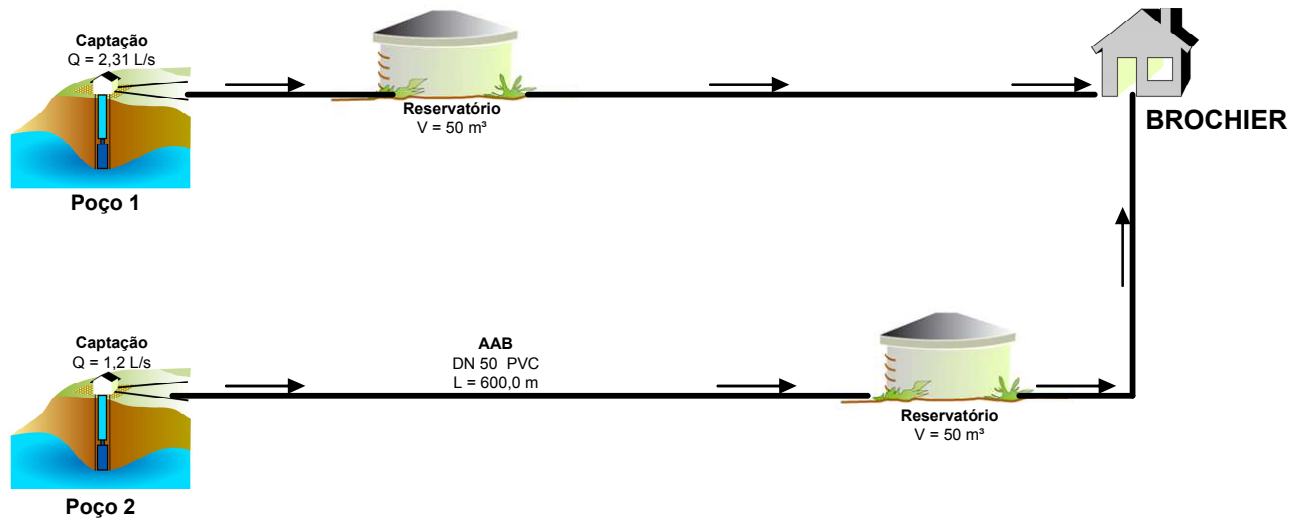 Captação
Q = 2,31 L/s
Reservatório
V = 50 m³
BROCHIER
Poço 1
Captação
Q = 1,2 L/s
AAB
DN 50 PVC
L = 600,0 m
Reservatório
V = 50 m³
Poço 2